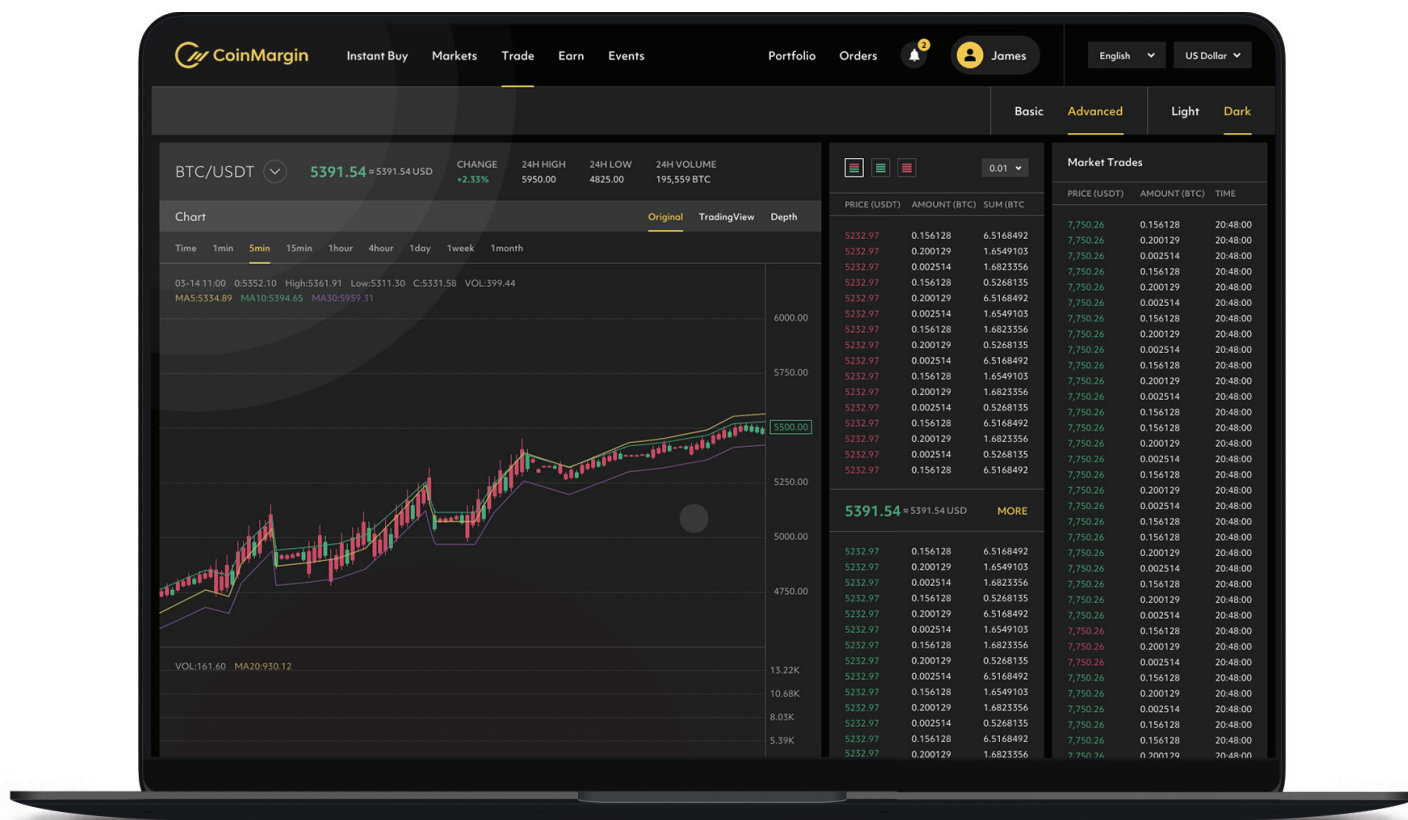 CoinMargin Instant Buy Markets Trade Earn Events Portfolio Orders 2 James English US Dollar
Basic Advanced Light Dark
BTC/USDT 5391.54 = 5391.54 USD
CHANGE 24H HIGH 24H LOW 24H VOLUME
+2.33% 5950.00 4825.00 195,559 BTC
Chart Original TradingView Depth
Time 1min 5min 15min 1hour 4hour 1day 1week 1month
03-14 11:00 0:5352.10 High:5361.91 Low:5311.30 C:5331.58 VOL:399.44
MA5:5334.89 MA10:5394.65 MA30:5959.31
6000.00
5750.00
5500.00
5250.00
5000.00
4750.00
VOL:161.60 MA20:930.12
13.22K
10.68K
8.03K
5.39K
0.01
PRICE (USDT) AMOUNT (BTC) SUM (BTC
5232.97 0.156128 6.5168492
5232.97 0.200129 1.6549103
5232.97 0.002514 1.6823356
5232.97 0.156128 0.5268135
5232.97 0.200129 6.5168492
5232.97 0.002514 1.6549103
5232.97 0.156128 1.6823356
5232.97 0.200129 0.5268135
5232.97 0.002514 6.5168492
5232.97 0.156128 1.6549103
5232.97 0.200129 1.6823356
5232.97 0.002514 0.5268135
5232.97 0.156128 6.5168492
5232.97 0.200129 1.6823356
5232.97 0.002514 0.5268135
5232.97 0.156128 6.5168492
5391.54 = 5391.54 USD MORE
5232.97 0.156128 6.5168492
5232.97 0.200129 1.6549103
5232.97 0.002514 1.6823356
5232.97 0.156128 0.5268135
5232.97 0.200129 6.5168492
5232.97 0.002514 1.6549103
5232.97 0.156128 1.6823356
5232.97 0.200129 0.5268135
5232.97 0.002514 6.5168492
5232.97 0.156128 1.6549103
5232.97 0.200129 1.6823356
5232.97 0.002514 0.5268135
5232.97 0.156128 6.5168492
5232.97 0.200129 1.6823356
Market Trades
PRICE (USDT) AMOUNT (BTC) TIME
7,750.26 0.156128 20:48:00
7,750.26 0.200129 20:48:00
7,750.26 0.002514 20:48:00
7,750.26 0.156128 20:48:00
7,750.26 0.200129 20:48:00
7,750.26 0.002514 20:48:00
7,750.26 0.156128 20:48:00
7,750.26 0.200129 20:48:00
7,750.26 0.002514 20:48:00
7,750.26 0.156128 20:48:00
7,750.26 0.200129 20:48:00
7,750.26 0.002514 20:48:00
7,750.26 0.156128 20:48:00
7,750.26 0.156128 20:48:00
7,750.26 0.200129 20:48:00
7,750.26 0.002514 20:48:00
7,750.26 0.156128 20:48:00
7,750.26 0.200129 20:48:00
7,750.26 0.002514 20:48:00
7,750.26 0.156128 20:48:00
7,750.26 0.156128 20:48:00
7,750.26 0.200129 20:48:00
7,750.26 0.002514 20:48:00
7,750.26 0.156128 20:48:00
7,750.26 0.200129 20:48:00
7,750.26 0.002514 20:48:00
7,750.26 0.156128 20:48:00
7,750.26 0.200129 20:48:00
7,750.26 0.002514 20:48:00
7,750.26 0.156128 20:48:00
7,750.26 0.200129 20:48:00
7,750.26 0.002514 20:48:00
7,750.26 0.156128 20:48:00
7,750.26 0.156128 20:48:00
7,750.26 0.200129 20:48:00